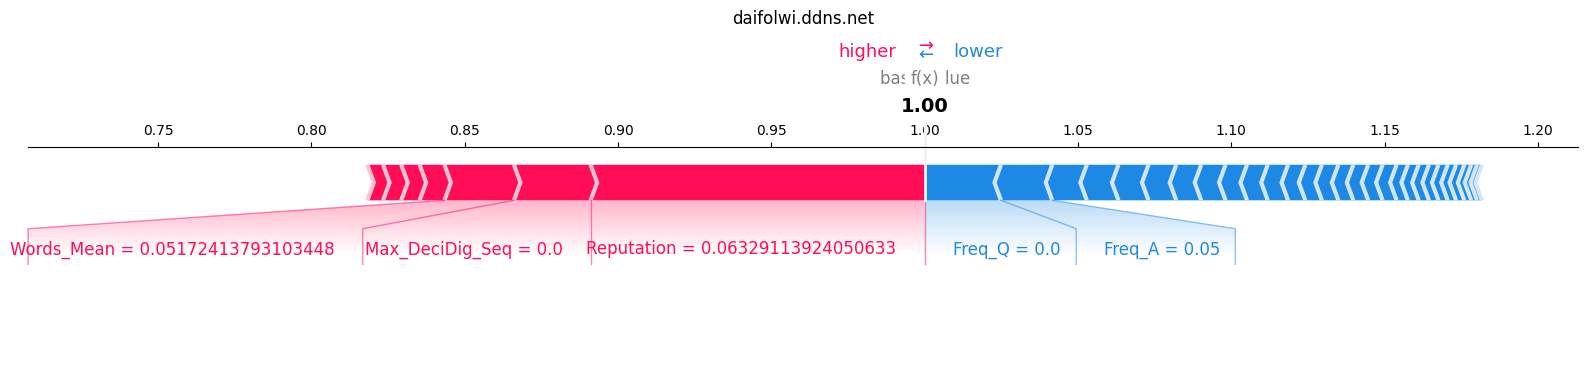 daifolwi.ddns.net
higher → lower
←
f(x)
1.00
0.75 0.80 0.85 0.90 0.95 1.00 1.05 1.10 1.15 1.20
Words_Mean = 0.05172413793103448 Max_DeciDig_Seq = 0.0 Reputation = 0.06329113924050633 Freq_Q = 0.0 Freq_A = 0.05